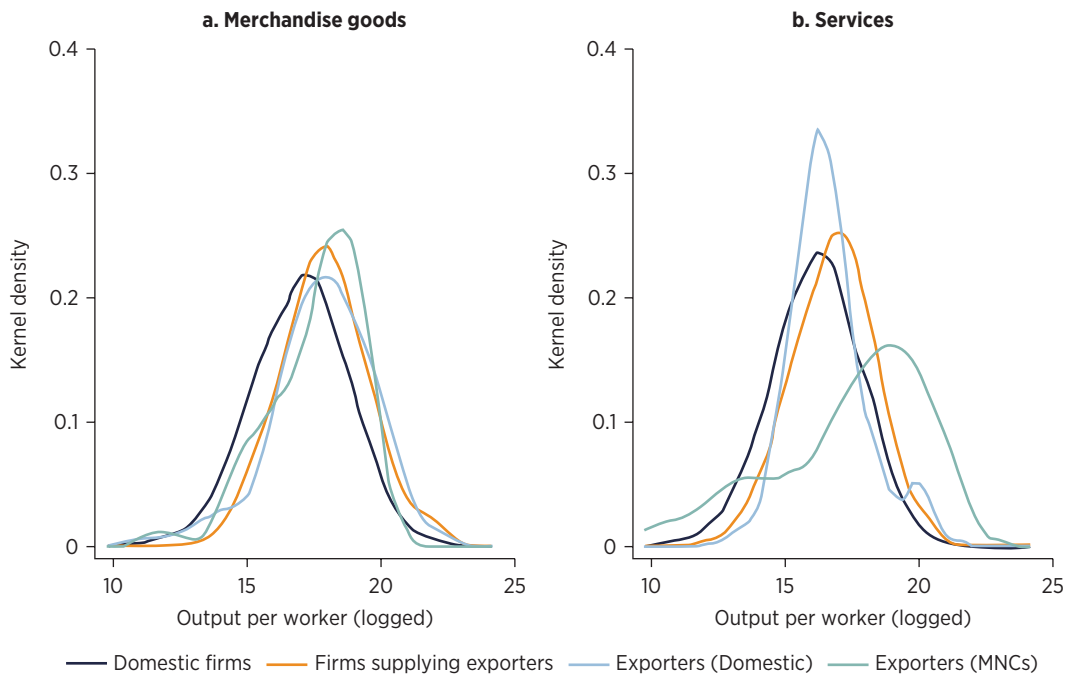 a. Merchandise goods
0.4
0.3
0.2
0.1
0
Kernel density
10 15 20 25
Output per worker (logged)
b. Services
0.4
0.3
0.2
0.1
0
Kernel density
10 15 20 25
Output per worker (logged)
Domestic firms Firms supplying exporters Exporters (Domestic) Exporters (MNCs)